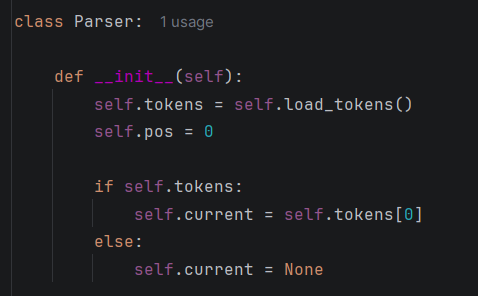 class Parser: 1 usage
def __init__(self):
self.tokens = self.load_tokens()
self.pos = 0
if self.tokens:
self.current = self.tokens[0]
else:
self.current = None